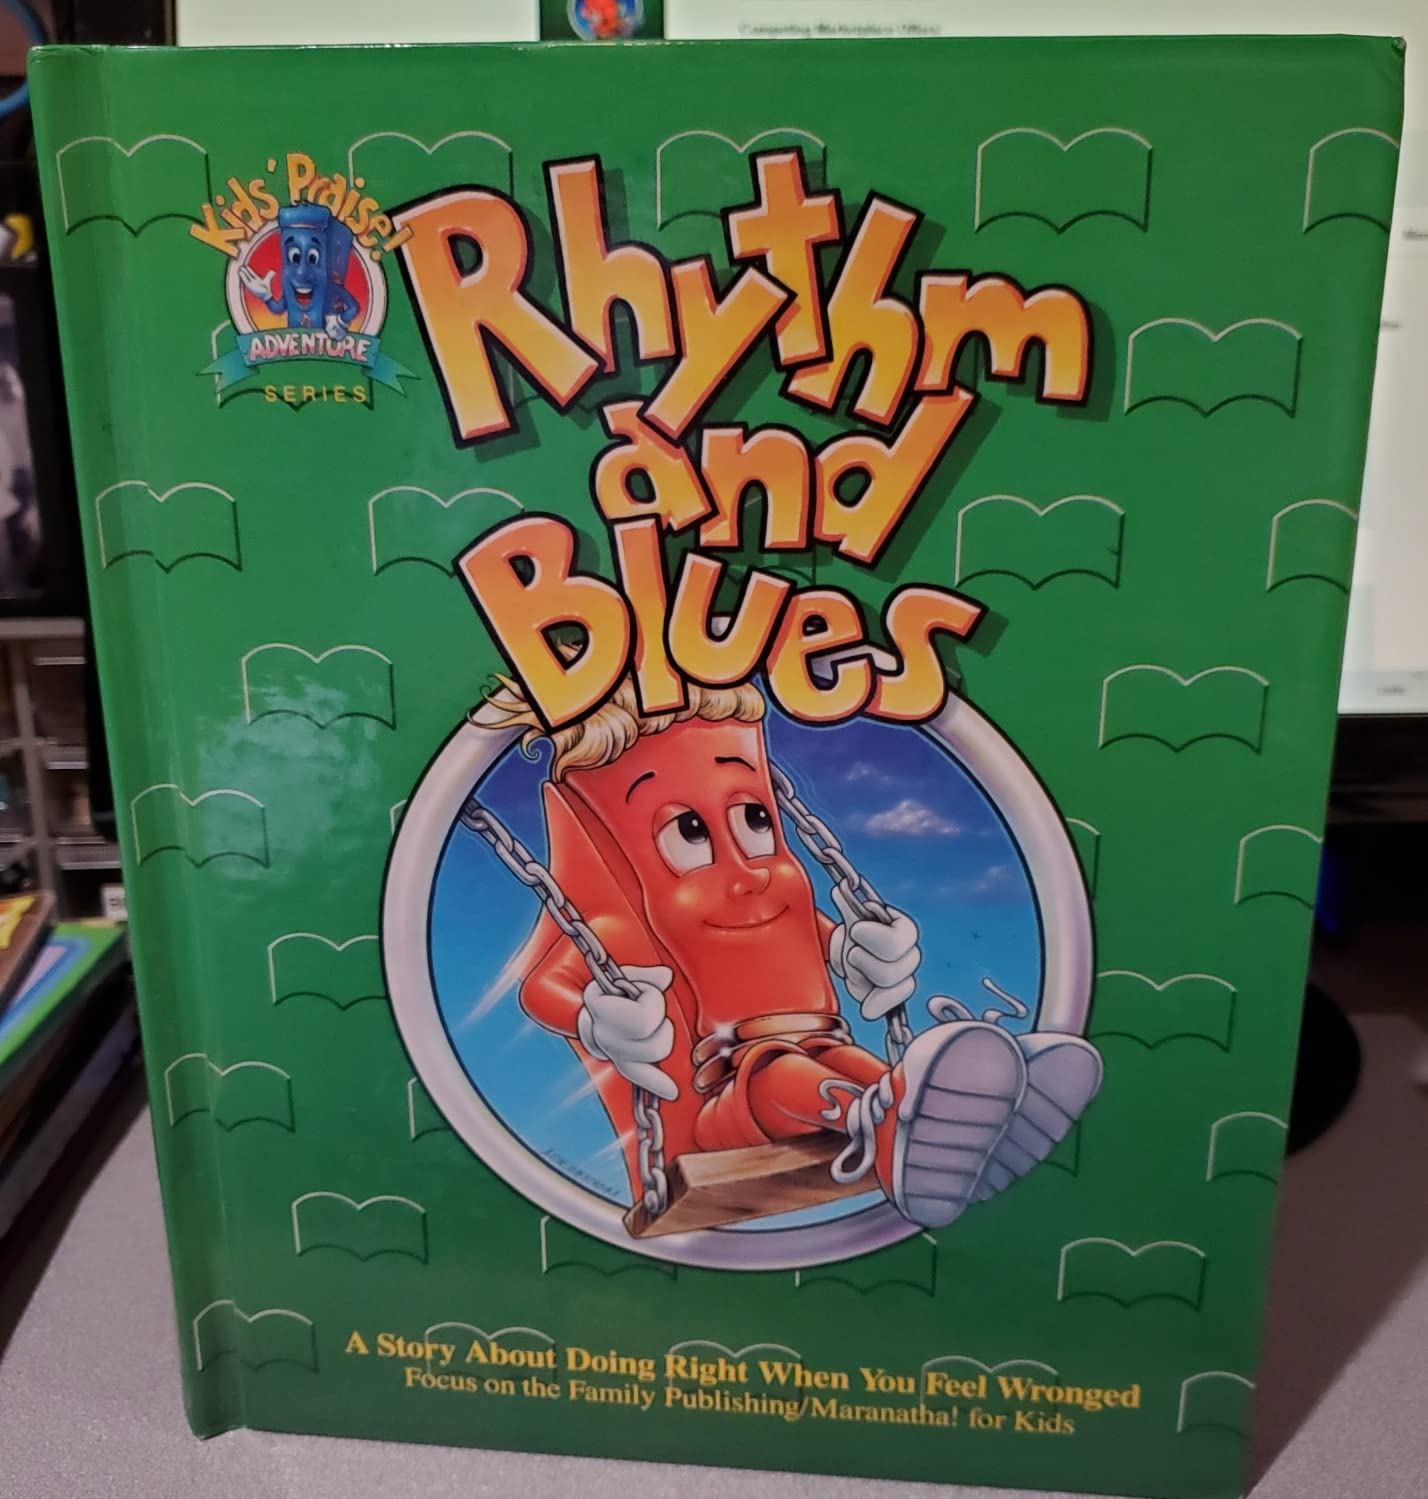 Kids' Praise!
ADVENTURE
SERIES
Rhythm
and
Blues
A Story About Doing Right When You Feel Wronged
Focus on the Family Publishing/Maranatha! for Kids